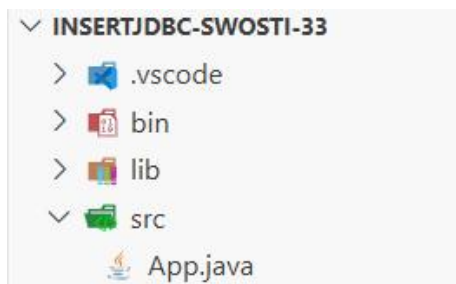 INSERTJDBC-SWOSTI-33
.vscode
bin
lib
src
App.java